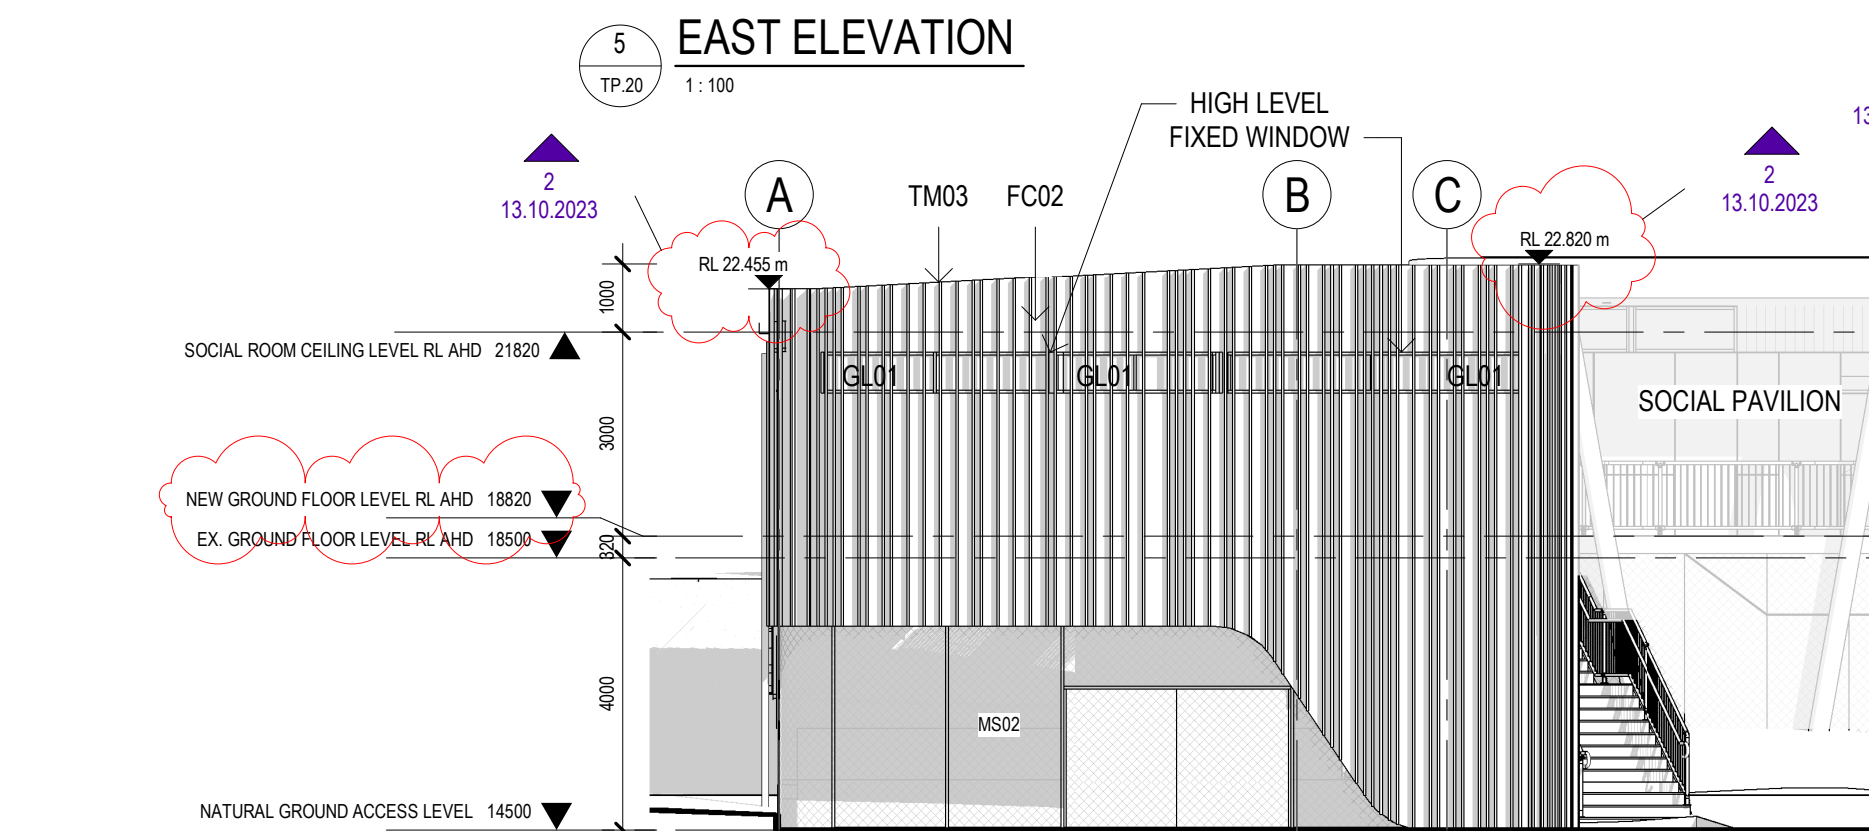 5
TP.20
EAST ELEVATION
1 : 100
HIGH LEVEL
FIXED WINDOW
2
13.10.2023
A
TM03
FC02
B
C
2
13.10.2023
13
RL 22.455 m
RL 22.820 m
1000
SOCIAL ROOM CEILING LEVEL RL AHD 21820
GL01
GL01
GL01
SOCIAL PAVILION
3000
NEW GROUND FLOOR LEVEL RL AHD 18820
EX. GROUND FLOOR LEVEL RL AHD 18500
320
4000
MS02
NATURAL GROUND ACCESS LEVEL 14500